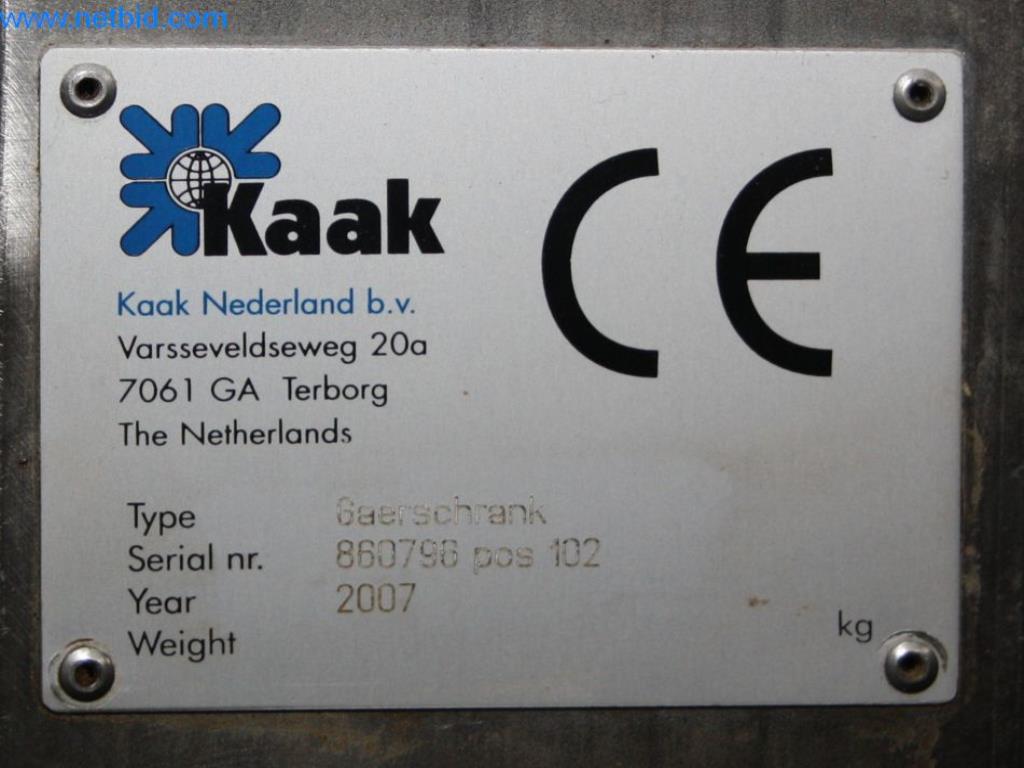 www.netbid.com
Kaak
CE
Kaak Nederland b.v.
Varsseveldseweg 20a
7061 GA Terborg
The Netherlands
Type Gaerschrank
Serial nr. 860796 pos 102
Year 2007
Weight kg